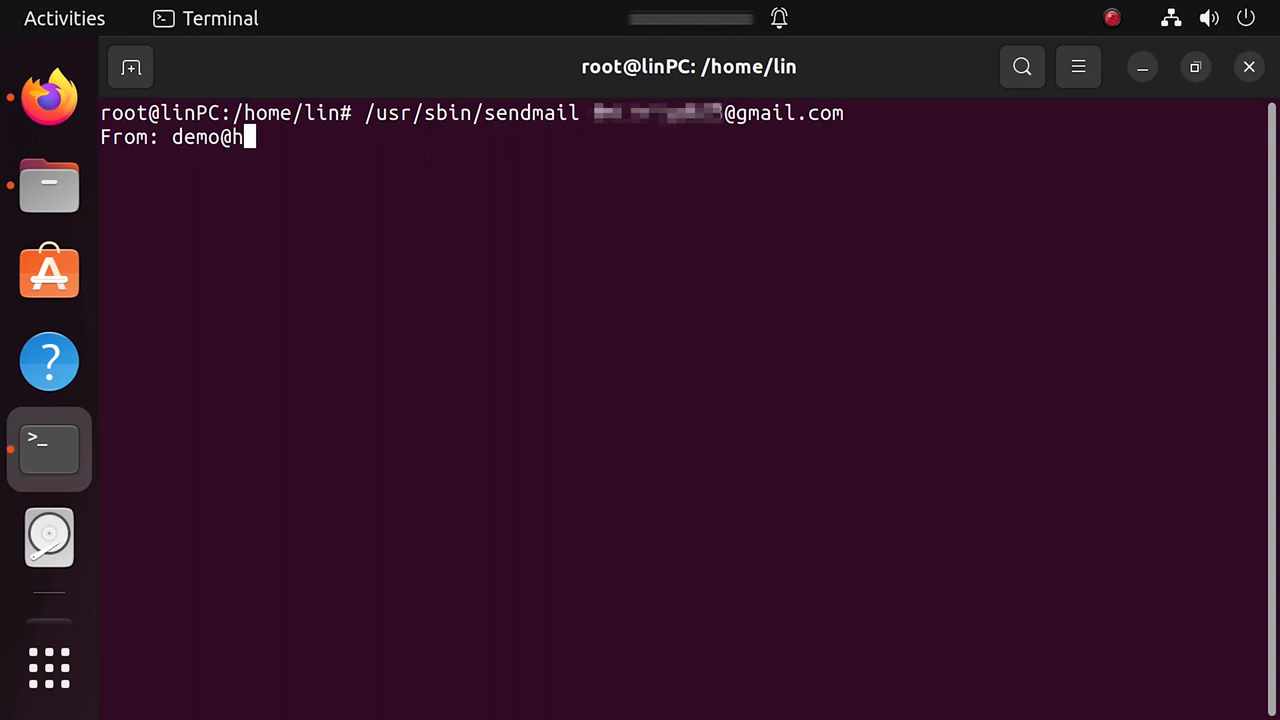 Activities
Terminal
root@linPC: /home/lin
root@linPC:/home/lin# /usr/sbin/sendmail @gmail.com
From: demo@h